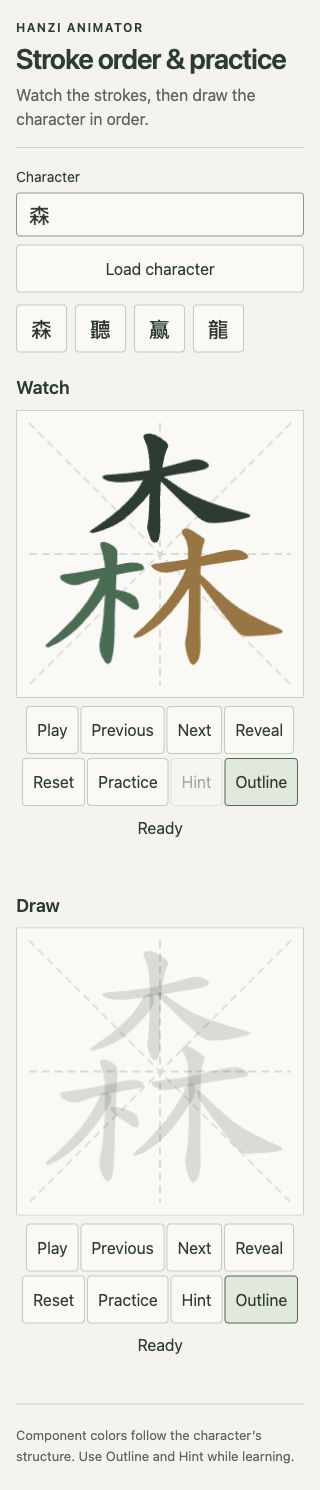 HANZI ANIMATOR
Stroke order & practice
Watch the strokes, then draw the
character in order.
Character
森
Load character
森 聽 赢 龍
Watch
森
Play Previous Next Reveal
Reset Practice Hint Outline
Ready
Draw
森
Play Previous Next Reveal
Reset Practice Hint Outline
Ready
Component colors follow the character's
structure. Use Outline and Hint while learning.